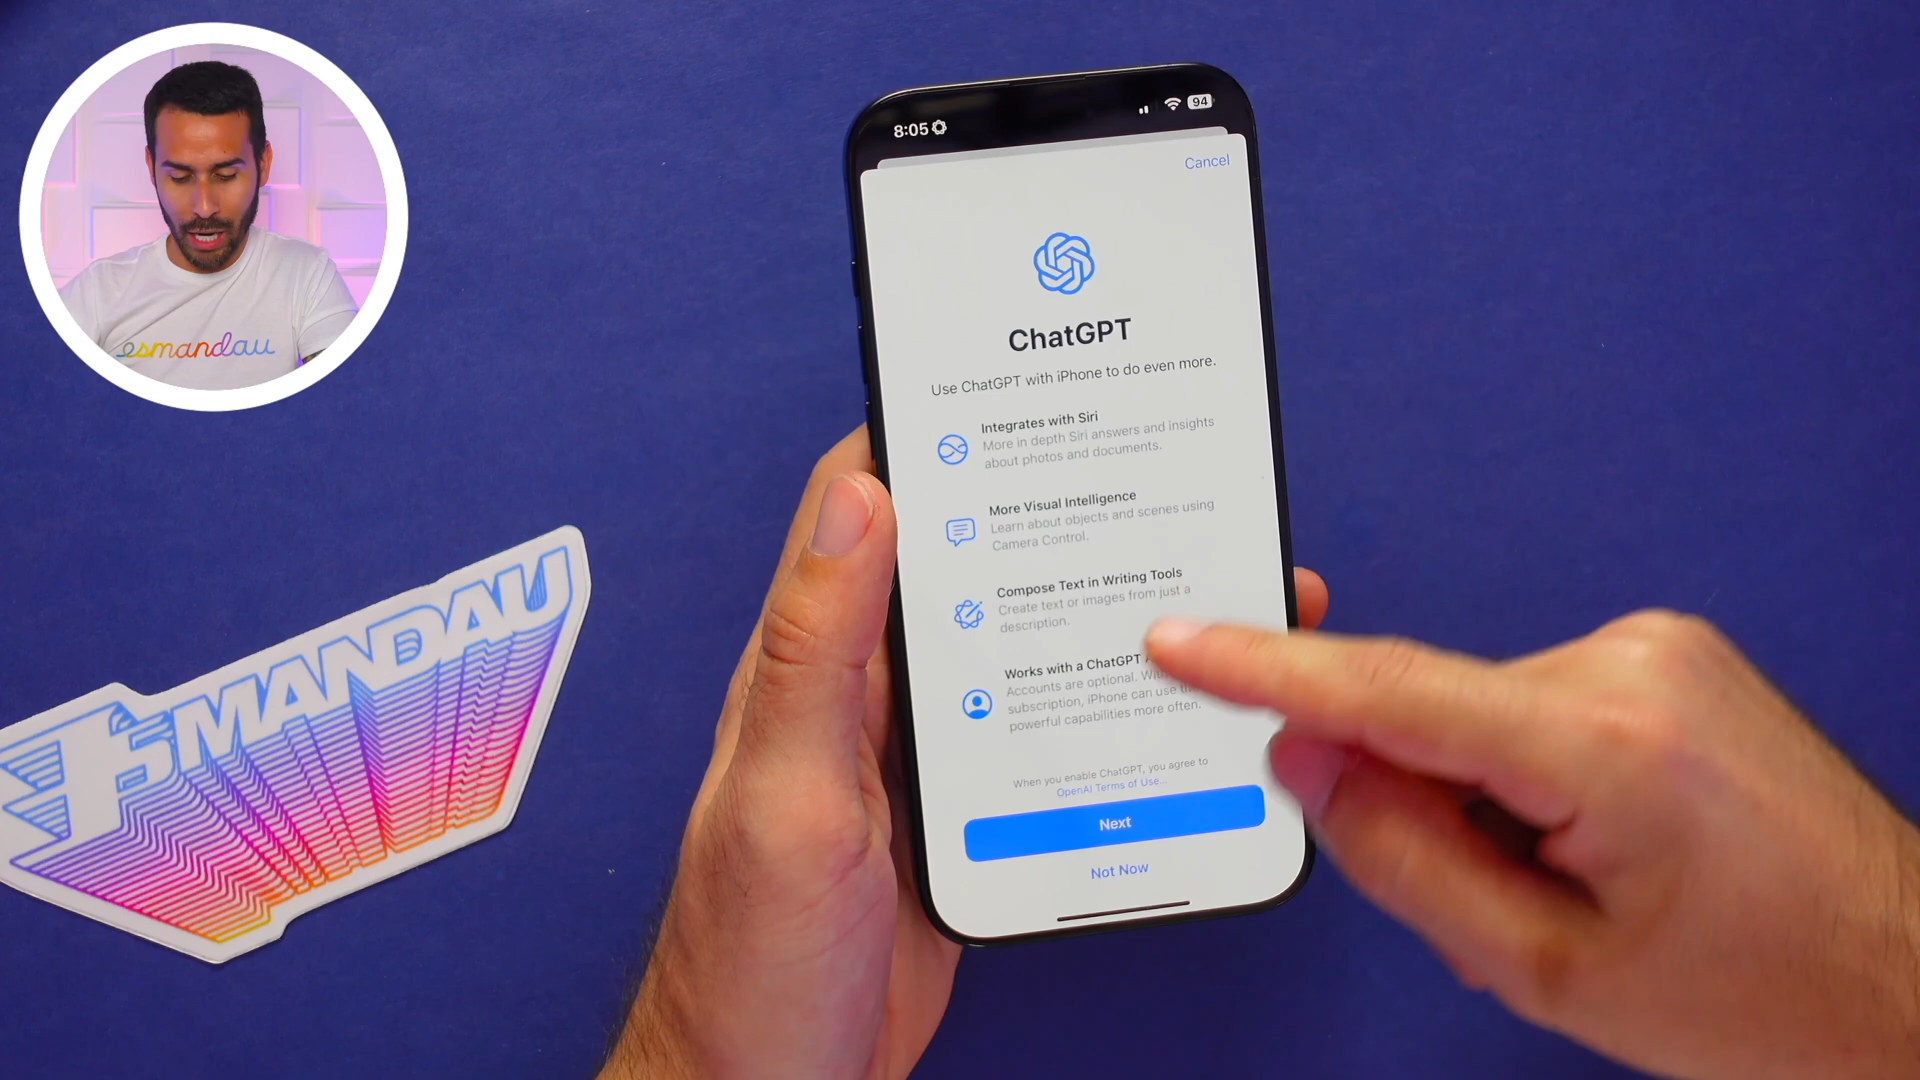 esmandau
ESMANDAU
8:05
94
Cancel
ChatGPT
Use ChatGPT with iPhone to do even more.
Integrates with Siri
More in depth Siri answers and insights
about photos and documents.
More Visual Intelligence
Learn about objects and scenes using
Camera Control.
Compose Text in Writing Tools
Create text or images from just a
description.
Works with a ChatGPT
Accounts are optional.
subscription, iPhone can use
powerful capabilities more often.
When you enable ChatGPT, you agree to
OpenAI Terms of Use...
Next
Not Now